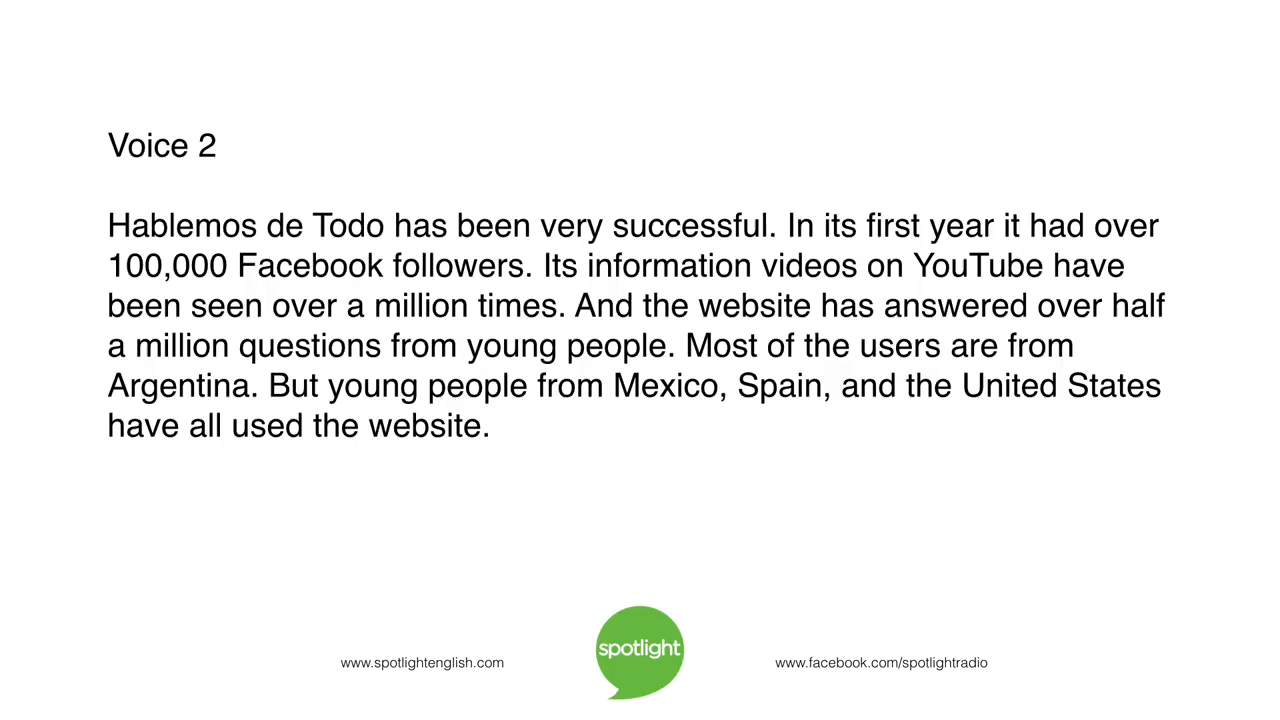 Voice 2
Hablemos de Todo has been very successful. In its first year it had over
100,000 Facebook followers. Its information videos on YouTube have
been seen over a million times. And the website has answered over half
a million questions from young people. Most of the users are from
Argentina. But young people from Mexico, Spain, and the United States
have all used the website.
spotlight
www.spotlightenglish.com
www.facebook.com/spotlightradio